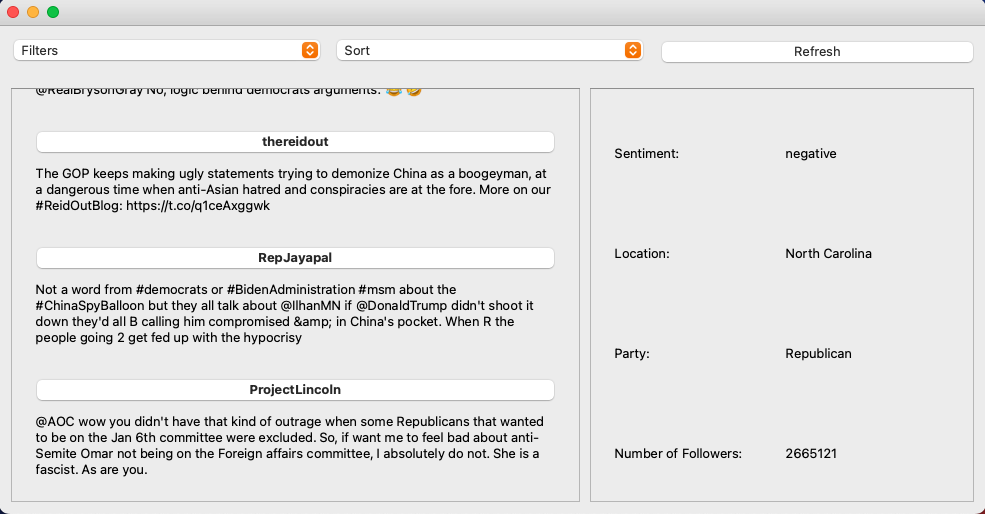 Filters
Sort
Refresh
@RealBrysonGray No, logic behind democrats arguments. 😂 🤣
thereidout
The GOP keeps making ugly statements trying to demonize China as a boogeyman, at
a dangerous time when anti-Asian hatred and conspiracies are at the fore. More on our
#ReidOutBlog: https://t.co/q1ceAxggwk
RepJayapal
Not a word from #democrats or #BidenAdministration #msm about the
#ChinaSpyBalloon but they all talk about @IlhanMN if @DonaldTrump didn't shoot it
down they'd all B calling him compromised &amp; in China's pocket. When R the
people going 2 get fed up with the hypocrisy
ProjectLincoln
@AOC wow you didn't have that kind of outrage when some Republicans that wanted
to be on the Jan 6th committee were excluded. So, if want me to feel bad about anti-
Semite Omar not being on the Foreign affairs committee, I absolutely do not. She is a
fascist. As are you.
Sentiment: negative
Location: North Carolina
Party: Republican
Number of Followers: 2665121